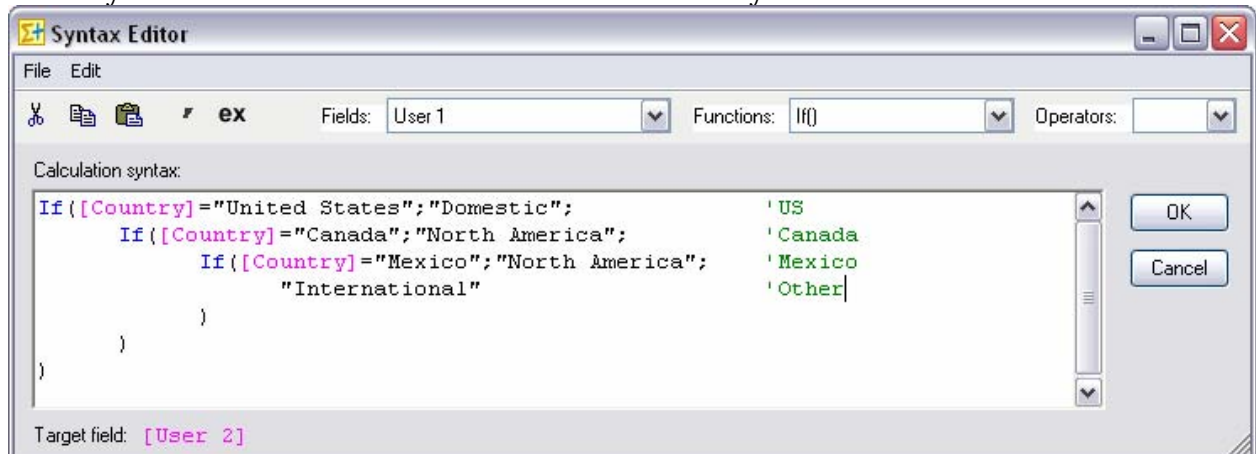 Syntax Editor
File Edit
ex Fields: User 1 Functions: If() Operators:
Calculation syntax:
If([Country]="United States";"Domestic"; 'US
If([Country]="Canada";"North America"; 'Canada
If([Country]="Mexico";"North America"; 'Mexico
"International" 'Other
)
)
)
OK
Cancel
Target field: [User 2]